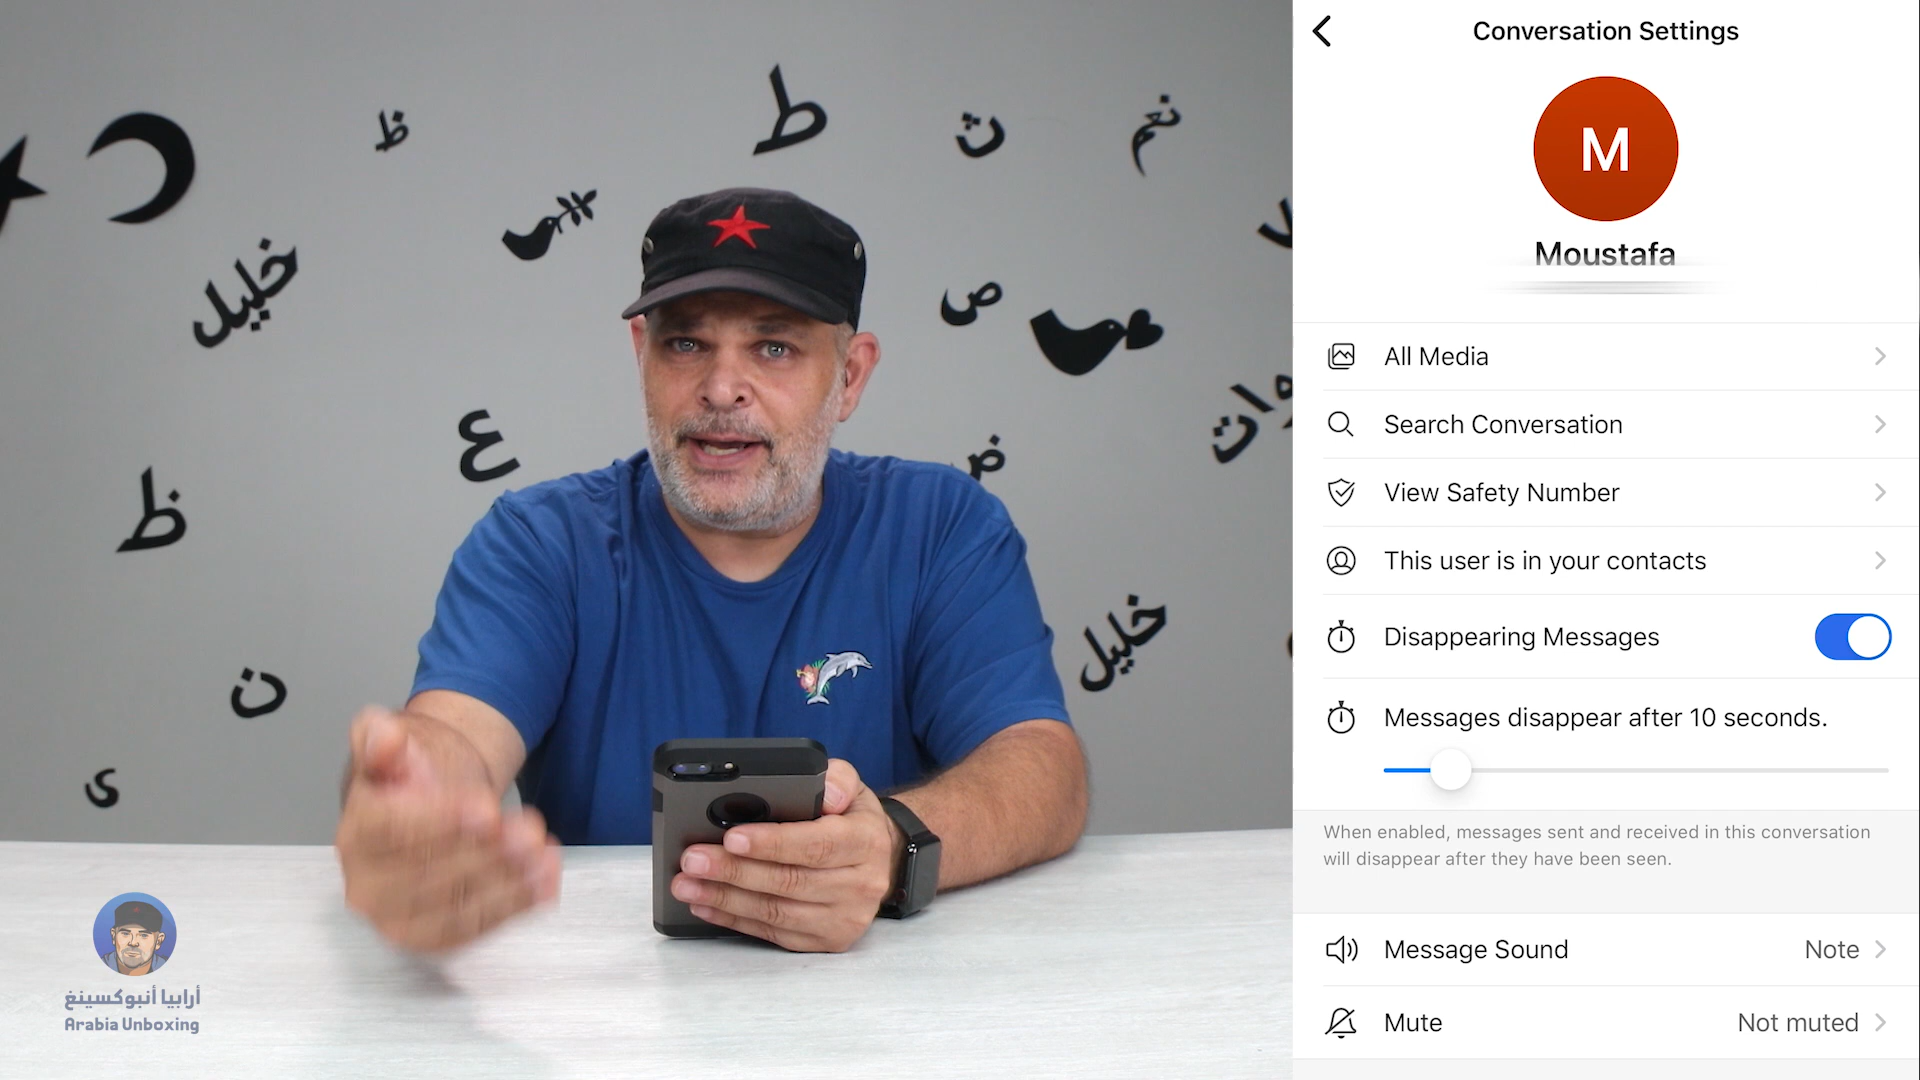 ظ
ط
ث
نعم
خليل
ص
ع
ض
ظ
ن
خليل
ى
أرابيا أنبوكسينغ
Arabia Unboxing
Conversation Settings
M
Moustafa
All Media
Search Conversation
View Safety Number
This user is in your contacts
Disappearing Messages
Messages disappear after 10 seconds.
When enabled, messages sent and received in this conversation
will disappear after they have been seen.
Message Sound
Note
Mute
Not muted